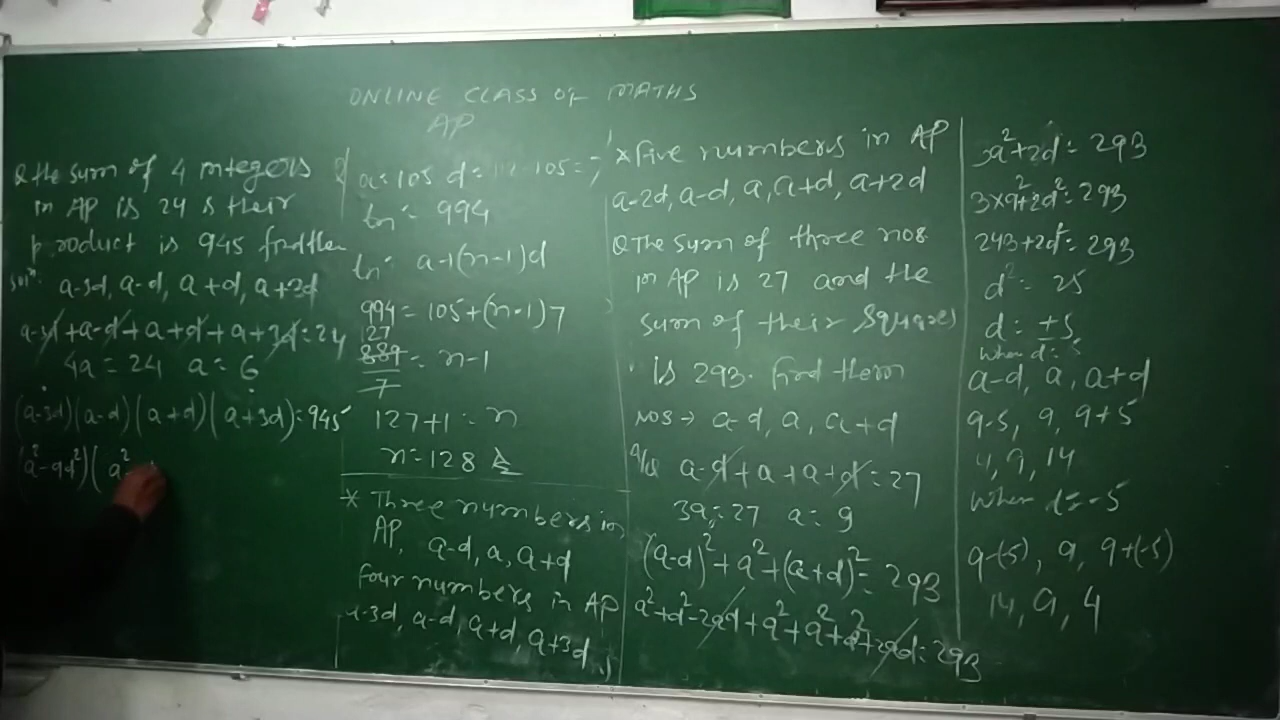 ONLINE CLASS OF MATHS
AP
Q the sum of 4 integers
in AP is 24 & their
product is 945 find then
solⁿ. a-3d, a-d, a+d, a+3d
a-3d+a-d+a+d+a+3d=24
4a=24 a=6
(a-3d)(a-d)(a+d)(a+3d)=945
(a²-9d²)(a²-
a=105 d=112-105=7
tn=994
tn= a+(n-1)d
994=105+(n-1)7
127
889/7=n-1
127+1=n
n=128
* Three numbers in
AP, a-d, a, a+d
four numbers in AP
a-3d, a-d, a+d, a+3d
* Five numbers in AP
a-2d, a-d, a, a+d, a+2d
Q The sum of three nos
in AP is 27 and the
sum of their squares
is 293. find them
NOS → a-d, a, a+d
A/Q a-d+a+a+d=27
3a=27 a=9
(a-d)²+a²+(a+d)²=293
a²+d²-2ad+a²+a²+d²+2ad=293
3a²+2d=293
3×9²+2d²=293
243+2d²=293
d²=25
d=±5
when d=5
a-d, a, a+d
9-5, 9, 9+5
4, 9, 14
When d=-5
9-(-5), 9, 9+(-5)
14, 9, 4